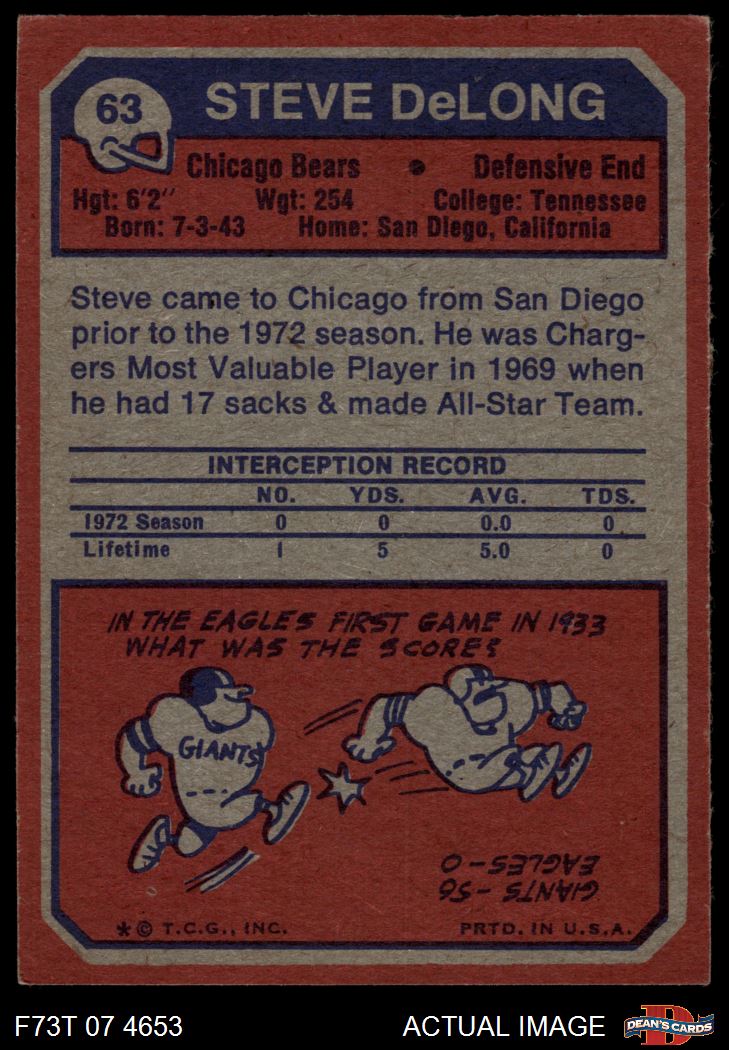 63
STEVE DeLONG
Chicago Bears • Defensive End
Hgt: 6'2" Wgt: 254 College: Tennessee
Born: 7-3-43 Home: San Diego, California
Steve came to Chicago from San Diego
prior to the 1972 season. He was Charg-
ers Most Valuable Player in 1969 when
he had 17 sacks & made All-Star Team.
INTERCEPTION RECORD
NO. YDS. AVG. TDS.
1972 Season 0 0 0.0 0
Lifetime 1 5 5.0 0
IN THE EAGLES FIRST GAME IN 1933
WHAT WAS THE SCORE?
GIANTS
GIANTS - 56
EAGLES - 0
* © T.C.G., INC. PRTD. IN U.S.A.
F73T 07 4653 ACTUAL IMAGE
D
DEAN'S CARDS